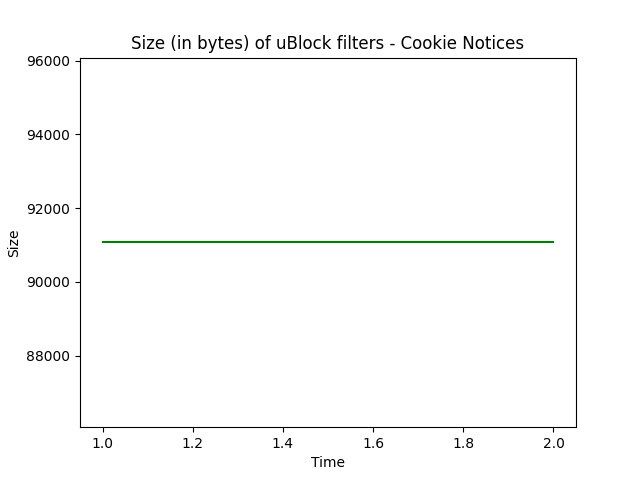 Size (in bytes) of uBlock filters - Cookie Notices
96000
94000
92000
90000
88000
Size
1.0 1.2 1.4 1.6 1.8 2.0
Time